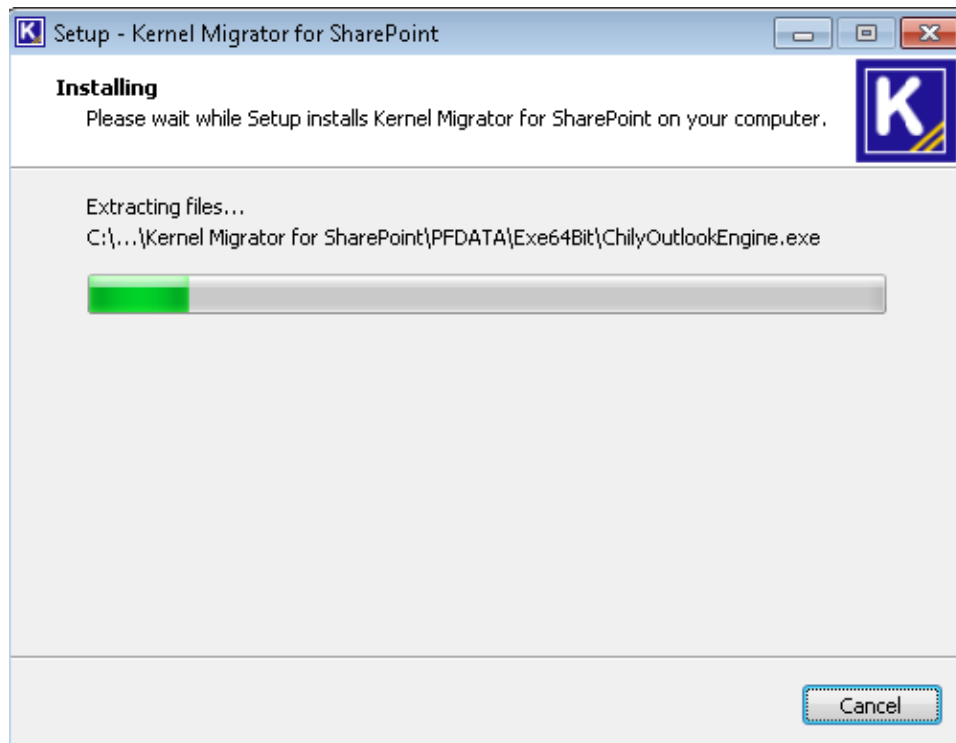 Setup - Kernel Migrator for SharePoint
Installing
Please wait while Setup installs Kernel Migrator for SharePoint on your computer.
K
Extracting files...
C:\...\Kernel Migrator for SharePoint\PFDATA\Exe64Bit\ChilyOutlookEngine.exe
Cancel